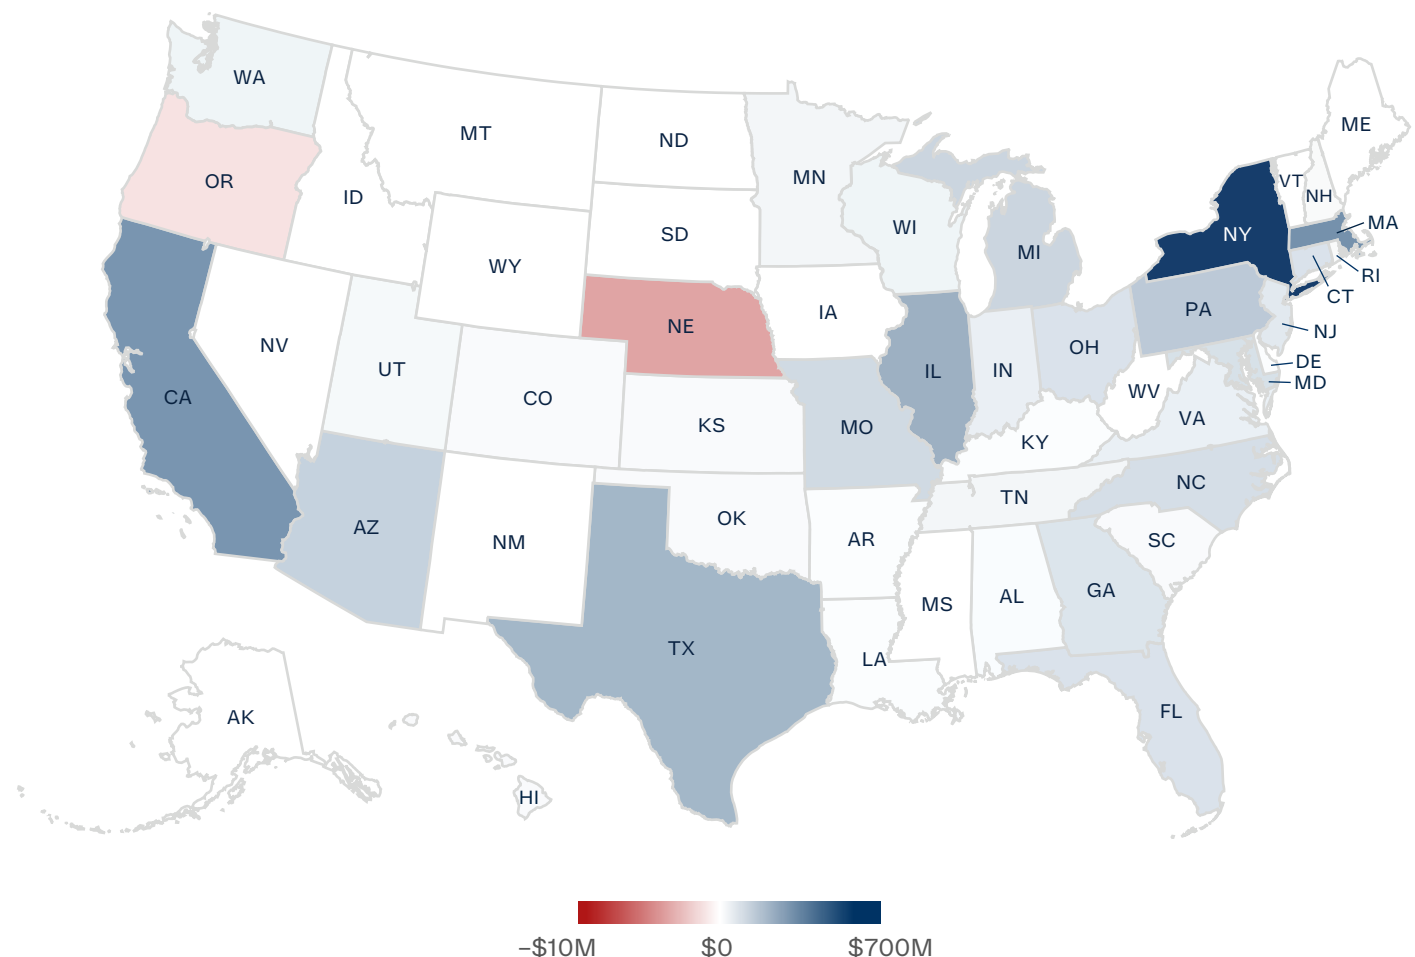 WA
ME
MT
ND
VT
MN
OR
NH
ID
MA
SD
WI
NY
MI
WY
RI
CT
NE
IA
PA
NV
NJ
OH
DE
UT
IN
IL
MD
CO
WV
CA
VA
KS
MO
KY
NC
TN
OK
AZ
NM
AR
SC
GA
AL
MS
TX
LA
FL
AK
HI
−$10M $0 $700M